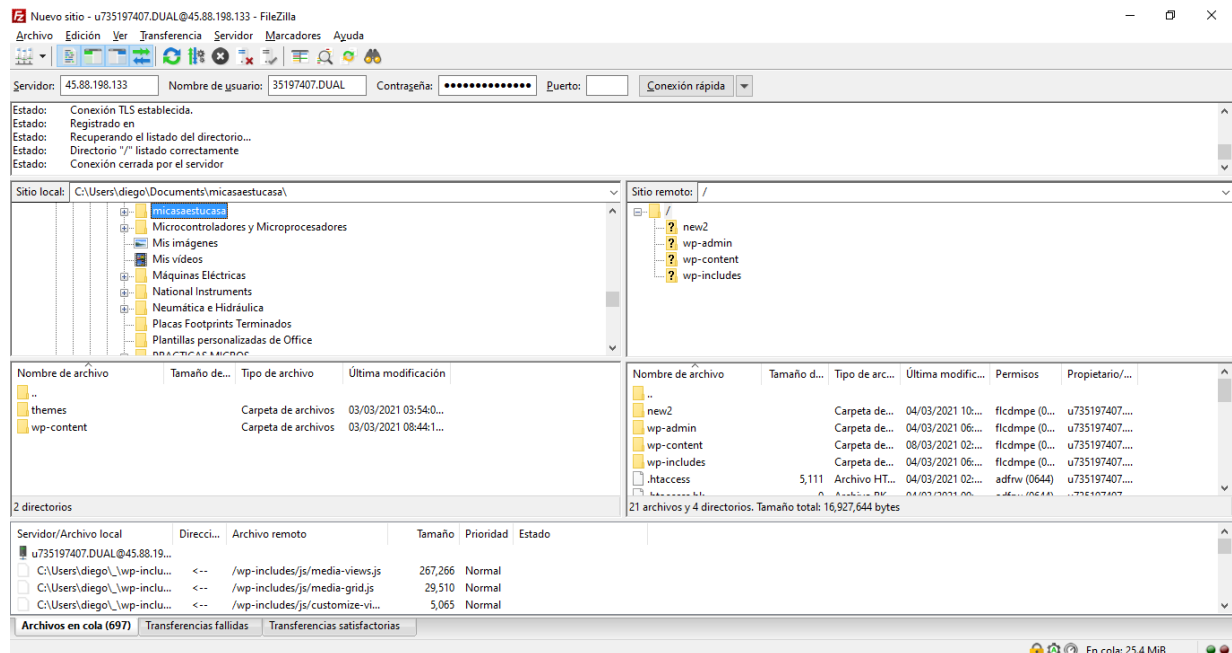 Nuevo sitio - u735197407.DUAL@45.88.198.133 - FileZilla
Archivo Edición Ver Transferencia Servidor Marcadores Ayuda
Servidor: 45.88.198.133 Nombre de usuario: 35197407.DUAL Contraseña: ●●●●●●●●●●●●●● Puerto: Conexión rápida
Estado: Conexión TLS establecida.
Estado: Registrado en
Estado: Recuperando el listado del directorio...
Estado: Directorio "/" listado correctamente
Estado: Conexión cerrada por el servidor
Sitio local: C:\Users\diego\Documents\micasaestucasa\
micasaestucasa
Microcontroladores y Microprocesadores
Mis imágenes
Mis vídeos
Máquinas Eléctricas
National Instruments
Neumática e Hidráulica
Placas Footprints Terminados
Plantillas personalizadas de Office
PRACTICAS MICROS
Sitio remoto: /
/
? new2
? wp-admin
? wp-content
? wp-includes
Nombre de archivo Tamaño de... Tipo de archivo Última modificación
..
themes Carpeta de archivos 03/03/2021 03:54:0...
wp-content Carpeta de archivos 03/03/2021 08:44:1...
2 directorios
Nombre de archivo Tamaño d... Tipo de arc... Última modific... Permisos Propietario/...
..
new2 Carpeta de... 04/03/2021 10:... flcdmpe (0... u735197407....
wp-admin Carpeta de... 04/03/2021 06:... flcdmpe (0... u735197407....
wp-content Carpeta de... 08/03/2021 02:... flcdmpe (0... u735197407....
wp-includes Carpeta de... 04/03/2021 06:... flcdmpe (0... u735197407....
.htaccess 5,111 Archivo HT... 04/03/2021 02:... adfrw (0644) u735197407....
.htaccess.bk 0 Archivo BK 04/03/2021 adfrw (0644) u735197407
21 archivos y 4 directorios. Tamaño total: 16,927,644 bytes
Servidor/Archivo local Direcci... Archivo remoto Tamaño Prioridad Estado
u735197407.DUAL@45.88.19...
C:\Users\diego\_\wp-inclu... <-- /wp-includes/js/media-views.js 267,266 Normal
C:\Users\diego\_\wp-inclu... <-- /wp-includes/js/media-grid.js 29,510 Normal
C:\Users\diego\_\wp-inclu... <-- /wp-includes/js/customize-vi... 5,065 Normal
Archivos en cola (697) Transferencias fallidas Transferencias satisfactorias
En cola: 25.4 MiB